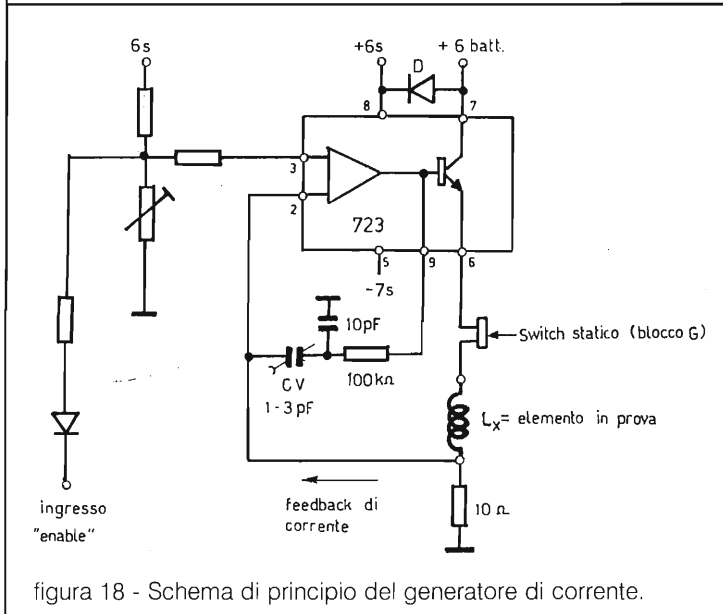 6s
+6s
+ 6 batt.
D
8
7
3
2
723
5
9
6
-7s
10pF
Switch statico (blocco G)
CV
1-3 pF
100kΩ
Lx= elemento in prova
ingresso
"enable"
feedback di
corrente
10 Ω
figura 18 - Schema di principio del generatore di corrente.